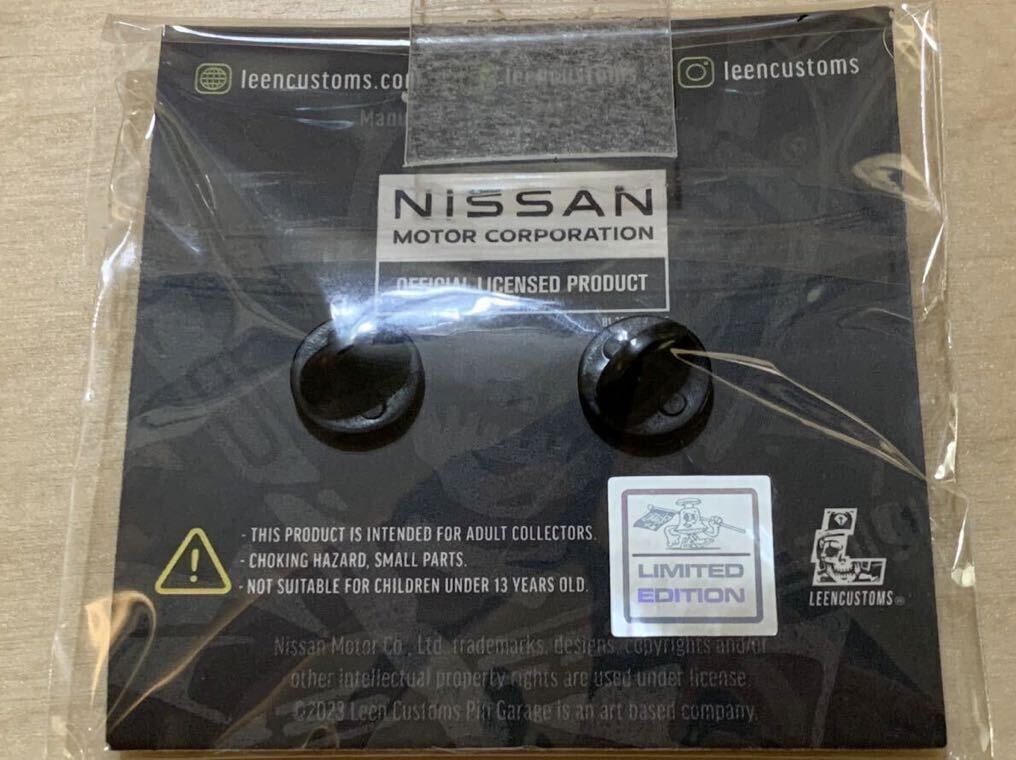 leencustoms.com
leencustoms
leencustoms
NISSAN
MOTOR CORPORATION
OFFICIAL LICENSED PRODUCT
- THIS PRODUCT IS INTENDED FOR ADULT COLLECTORS.
- CHOKING HAZARD, SMALL PARTS.
- NOT SUITABLE FOR CHILDREN UNDER 13 YEARS OLD.
LIMITED
EDITION
LEENCUSTOMS
Nissan Motor Co., Ltd. trademarks, designs, copyrights and/or
other intellectual property rights are used under license.
©2023 Leen Customs Pin Garage is an art based company.